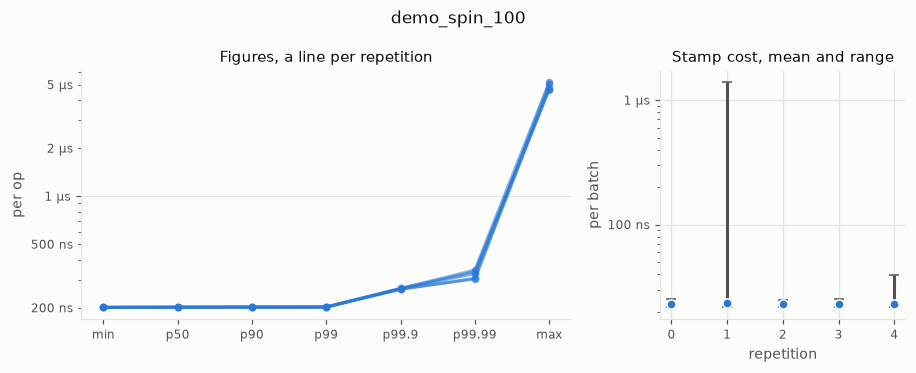 demo_spin_100
Figures, a line per repetition
per op
5 µs
2 µs
1 µs
500 ns
200 ns
min p50 p90 p99 p99.9 p99.99 max
Stamp cost, mean and range
per batch
1 µs
100 ns
0 1 2 3 4
repetition